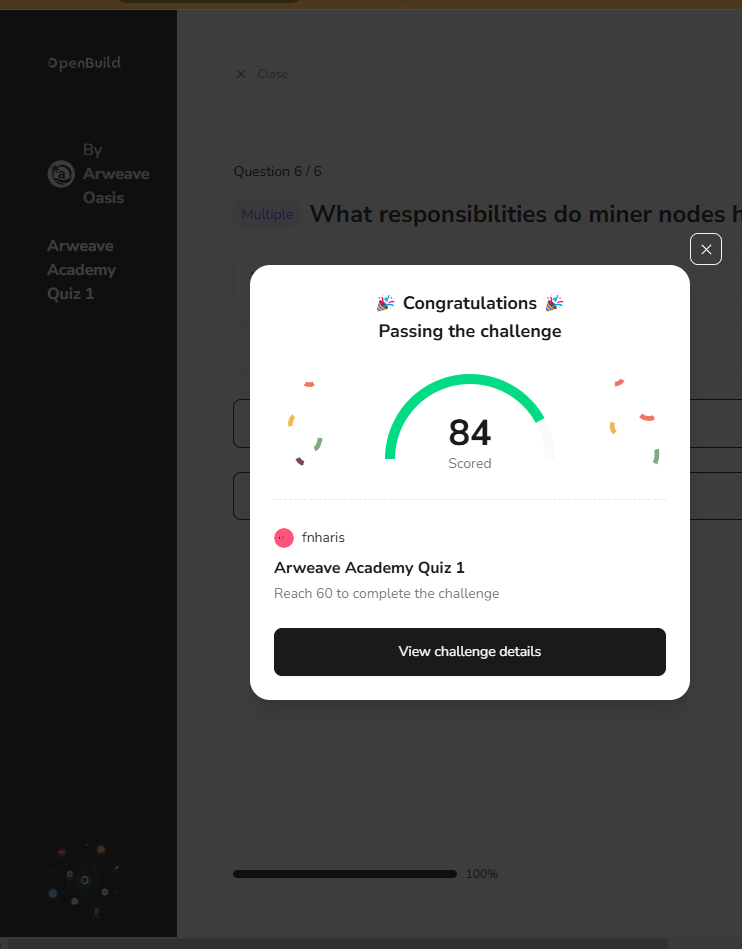 OpenBuild
By
Arweave
Oasis
Arweave
Academy
Quiz 1
Close
Question 6 / 6
Multiple What responsibilities do miner nodes h
Congratulations
Passing the challenge
84
Scored
fnharis
Arweave Academy Quiz 1
Reach 60 to complete the challenge
View challenge details
100%